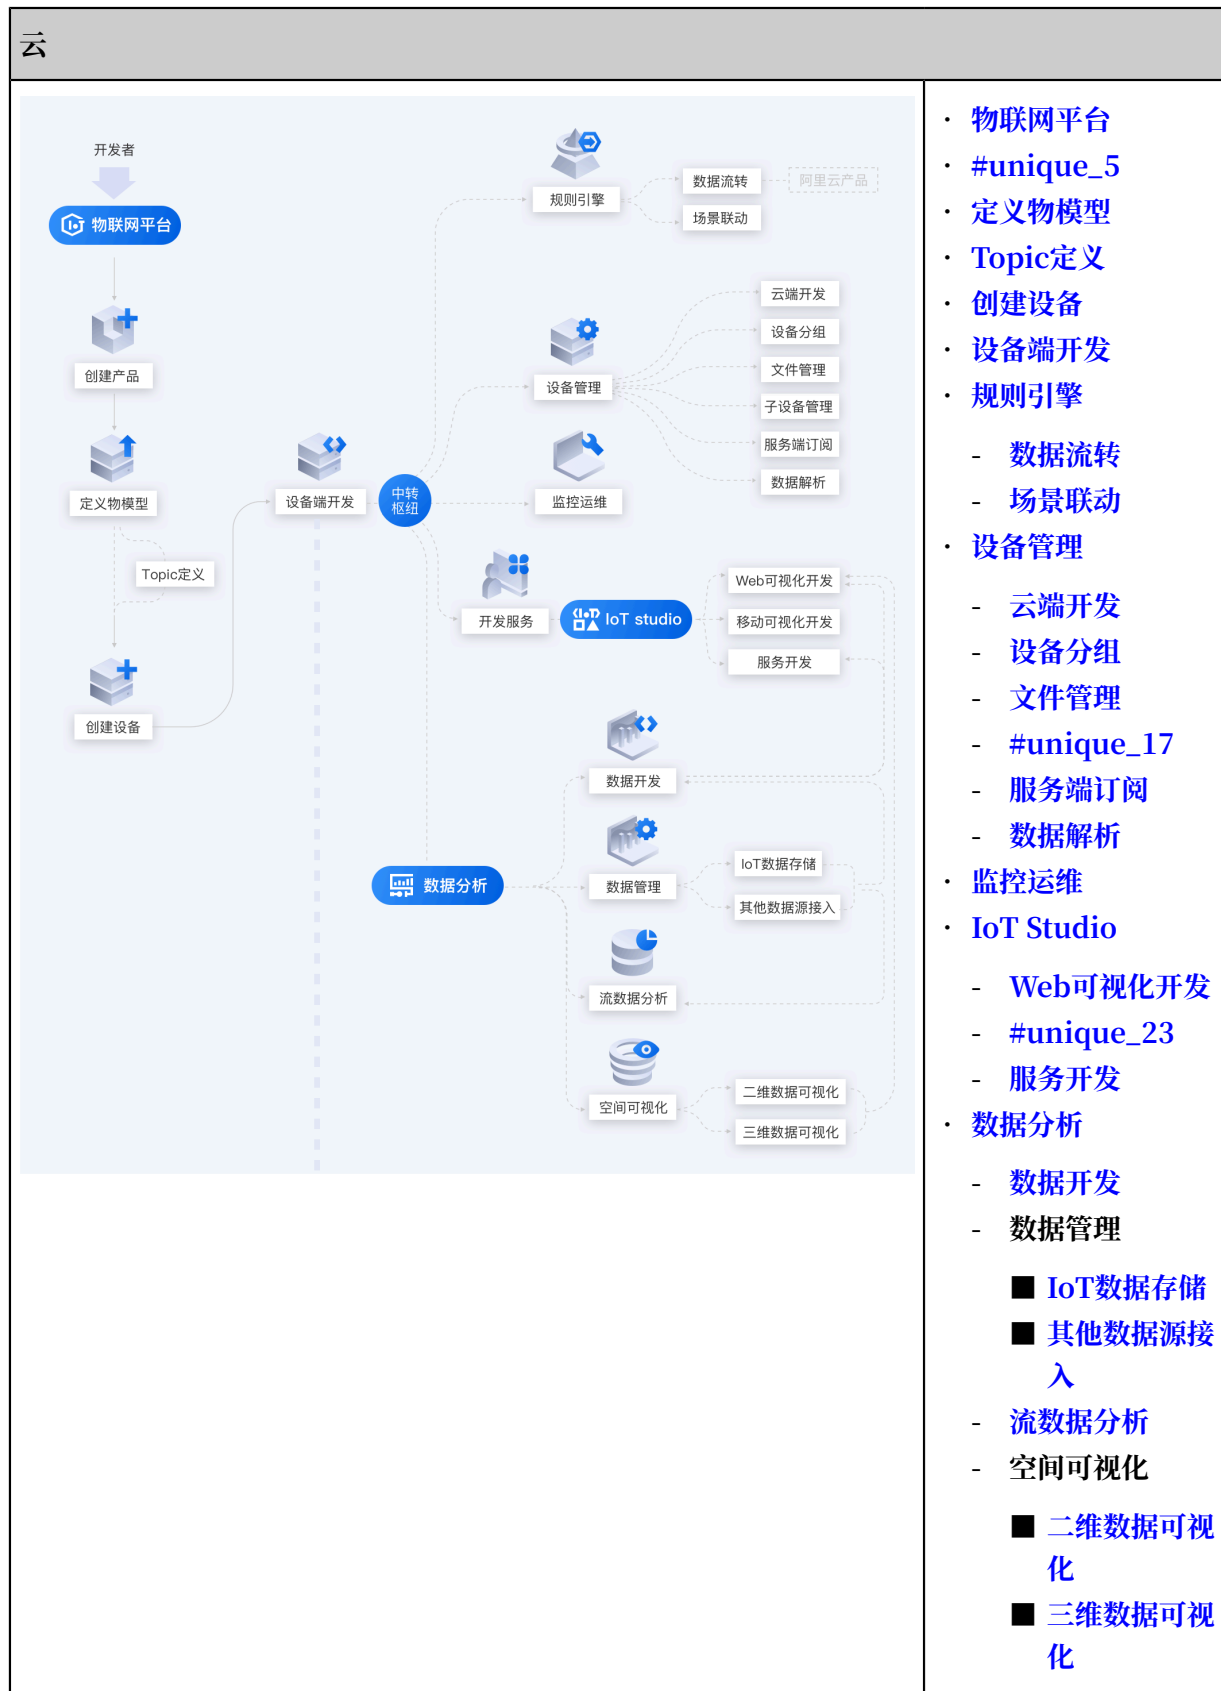 云
开发者
物联网平台
创建产品
定义物模型
Topic定义
创建设备
设备端开发
中转
枢纽
规则引擎
数据流转
阿里云产品
场景联动
设备管理
云端开发
设备分组
文件管理
子设备管理
服务端订阅
数据解析
监控运维
开发服务
IoT studio
Web可视化开发
移动可视化开发
服务开发
数据分析
数据开发
数据管理
IoT数据存储
其他数据源接入
流数据分析
空间可视化
二维数据可视化
三维数据可视化
· 物联网平台
· #unique_5
· 定义物模型
· Topic定义
· 创建设备
· 设备端开发
· 规则引擎
- 数据流转
- 场景联动
· 设备管理
- 云端开发
- 设备分组
- 文件管理
- #unique_17
- 服务端订阅
- 数据解析
· 监控运维
· IoT Studio
- Web可视化开发
- #unique_23
- 服务开发
· 数据分析
- 数据开发
- 数据管理
■ IoT数据存储
■ 其他数据源接
入
- 流数据分析
- 空间可视化
■ 二维数据可视
化
■ 三维数据可视
化